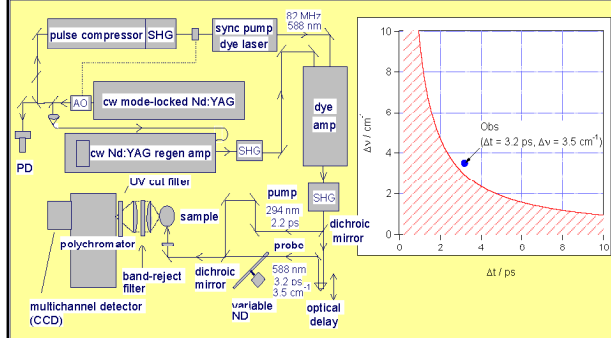 pulse compressor
SHG
sync pump
dye laser
82 MHz
588 nm
AO
cw mode-locked Nd:YAG
dye
amp
PD
cw Nd:YAG regen amp
SHG
UV cut filter
sample
pump
294 nm
2.2 ps
SHG
dichroic
mirror
polychromator
band-reject
filter
dichroic
mirror
probe
588 nm
3.2 ps
3.5 cm⁻¹
variable
ND
optical
delay
multichannel detector
(CCD)
Δν / cm⁻¹
10
8
6
4
2
0
Obs
(Δt = 3.2 ps, Δν = 3.5 cm⁻¹)
0 2 4 6 8 10
Δt / ps